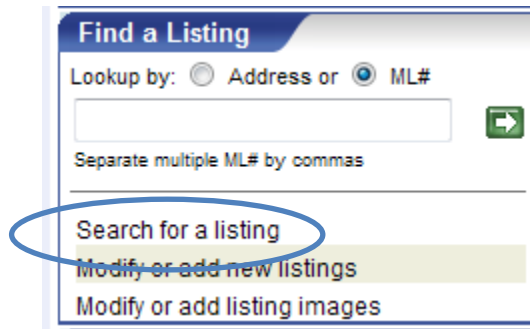 Find a Listing
Lookup by: Address or ML#
Separate multiple ML# by commas
Search for a listing
Modify or add new listings
Modify or add listing images